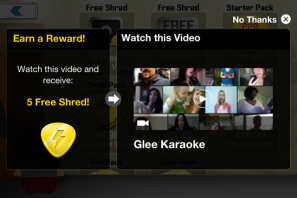 Free Shred
Free Shred
Starter Pack
No Thanks
FREE
Earn a Reward!
Watch this Video
Watch this video and
receive:
5 Free Shred!
Glee Karaoke